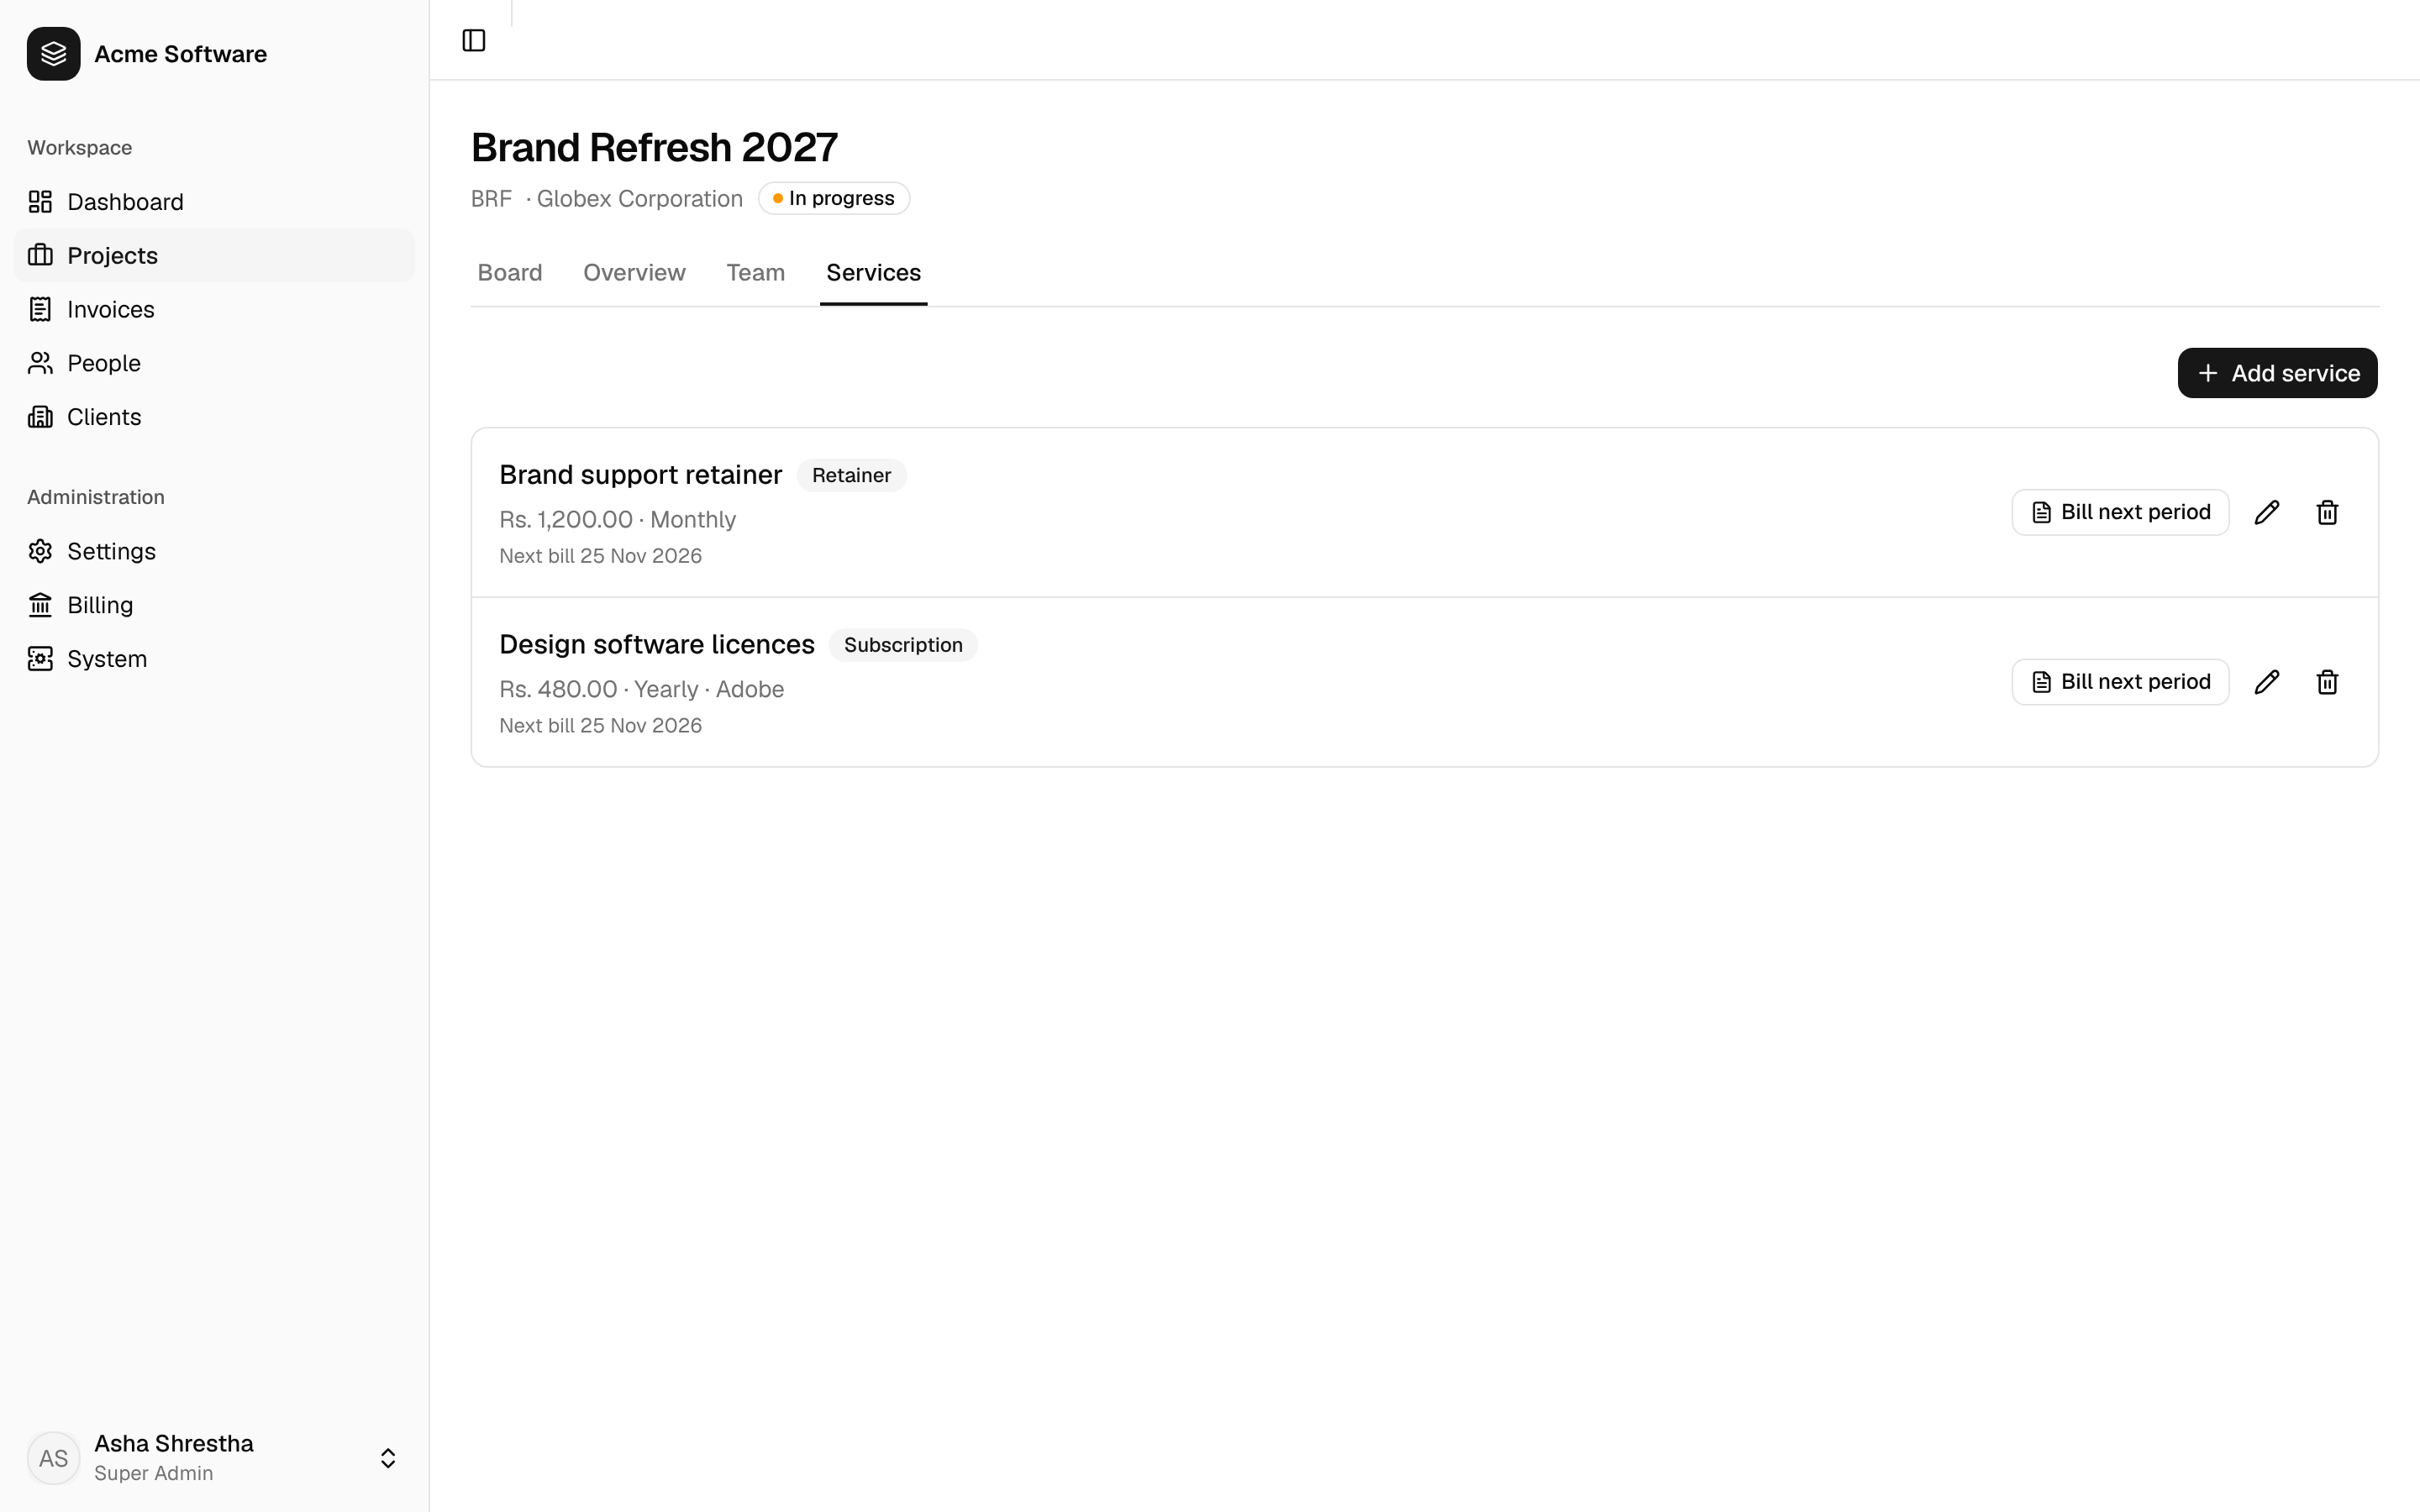 Acme Software
Workspace
Dashboard
Projects
Invoices
People
Clients
Administration
Settings
Billing
System
AS
Asha Shrestha
Super Admin
Brand Refresh 2027
BRF · Globex Corporation In progress
Board Overview Team Services
Add service
Brand support retainer Retainer
Rs. 1,200.00 · Monthly
Next bill 25 Nov 2026
Bill next period
Design software licences Subscription
Rs. 480.00 · Yearly · Adobe
Next bill 25 Nov 2026
Bill next period